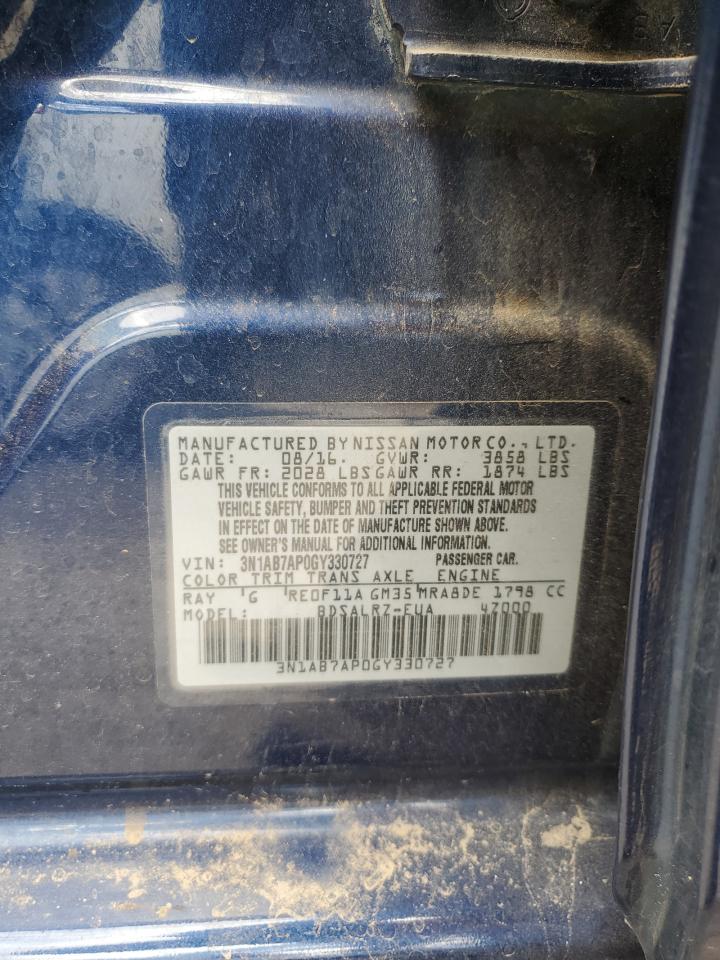 MANUFACTURED BY NISSAN MOTOR CO., LTD.
DATE: 08/16. GVWR: 3858 LBS
GAWR FR: 2028 LBS GAWR RR: 1874 LBS
THIS VEHICLE CONFORMS TO ALL APPLICABLE FEDERAL MOTOR
VEHICLE SAFETY, BUMPER AND THEFT PREVENTION STANDARDS
IN EFFECT ON THE DATE OF MANUFACTURE SHOWN ABOVE.
SEE OWNER'S MANUAL FOR ADDITIONAL INFORMATION.
VIN: 3N1AB7AP0GY330727 PASSENGER CAR.
COLOR TRIM TRANS AXLE ENGINE
RAY 'G 'RE0F11A GM35 'MRA8DE 1798 CC
MODEL: BDSALRZ-EUA 4Z000
3N1AB7AP0GY330727